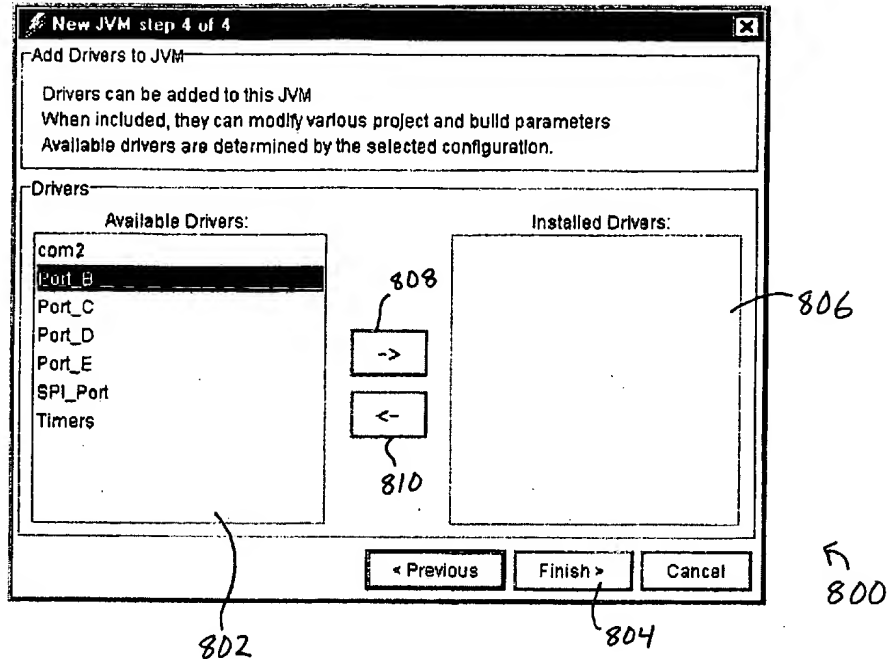 New JVM step 4 of 4
Add Drivers to JVM
Drivers can be added to this JVM
When included, they can modify various project and build parameters
Available drivers are determined by the selected configuration.
Drivers
Available Drivers:
Installed Drivers:
com2
Port_B
Port_C
Port_D
Port_E
SPI_Port
Timers
808
->
<-
810
806
< Previous
Finish >
Cancel
800
802
804